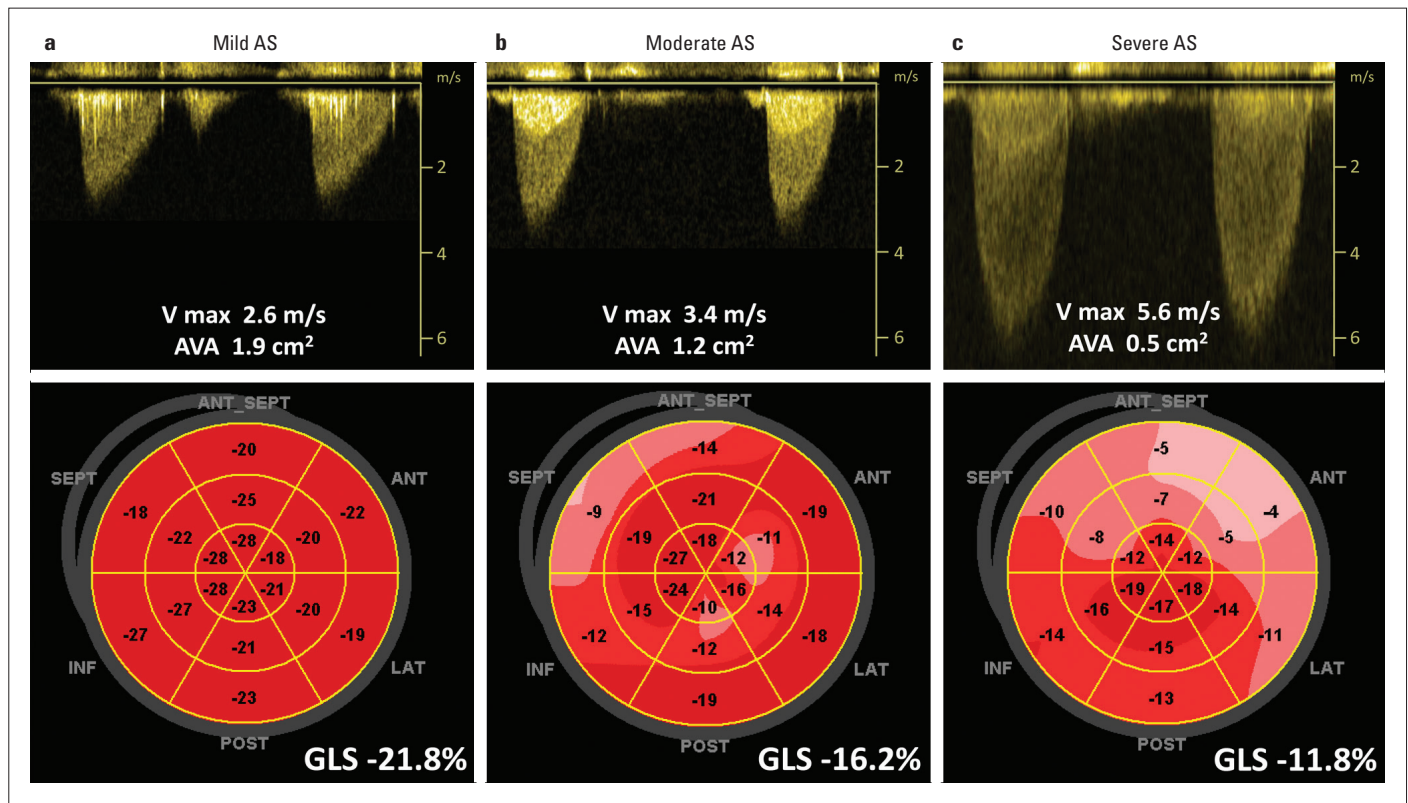 a Mild AS
b Moderate AS
c Severe AS
m/s
2
4
6
V max 2.6 m/s
AVA 1.9 cm²
m/s
2
4
6
V max 3.4 m/s
AVA 1.2 cm²
m/s
2
4
6
V max 5.6 m/s
AVA 0.5 cm²
ANT_SEPT
SEPT
ANT
-20
-18
-22
-25
-22
-20
-28
-28
-18
-28
-21
-23
-27
-20
-27
-19
-21
INF
LAT
-23
POST
GLS -21.8%
ANT_SEPT
SEPT
ANT
-14
-9
-19
-21
-19
-11
-18
-27
-12
-24
-16
-10
-15
-14
-12
-18
-12
INF
LAT
-19
POST
GLS -16.2%
ANT_SEPT
SEPT
ANT
-5
-10
-4
-7
-8
-5
-14
-12
-12
-19
-18
-17
-16
-14
-14
-11
-15
INF
LAT
-13
POST
GLS -11.8%